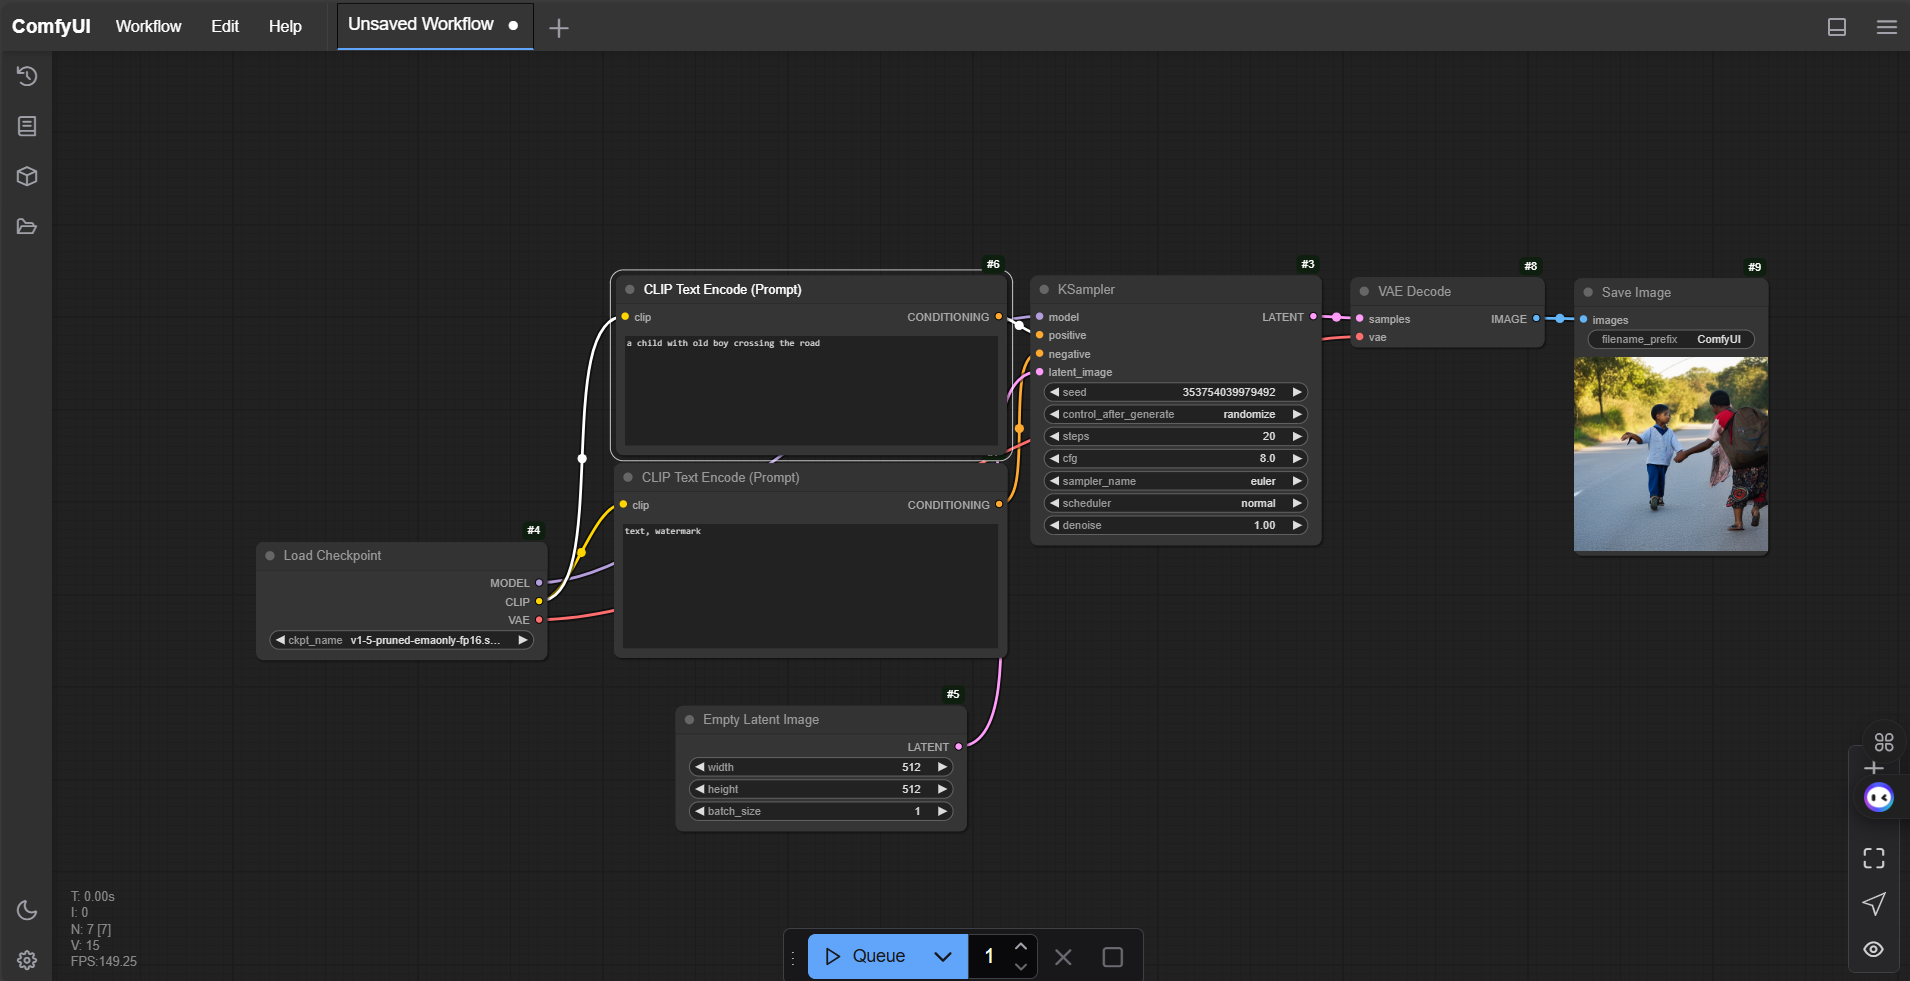 ComfyUI Workflow Edit Help Unsaved Workflow
#6
CLIP Text Encode (Prompt)
clip CONDITIONING
a child with old boy crossing the road
CLIP Text Encode (Prompt)
clip CONDITIONING
text, watermark
#4
Load Checkpoint
MODEL
CLIP
VAE
ckpt_name v1-5-pruned-emaonly-fp16.s...
#5
Empty Latent Image
LATENT
width 512
height 512
batch_size 1
#3
KSampler
model LATENT
positive
negative
latent_image
seed 353754039979492
control_after_generate randomize
steps 20
cfg 8.0
sampler_name euler
scheduler normal
denoise 1.00
#8
VAE Decode
samples IMAGE
vae
#9
Save Image
images
filename_prefix ComfyUI
T: 0.00s
I: 0
N: 7 [7]
V: 15
FPS:149.25
Queue 1